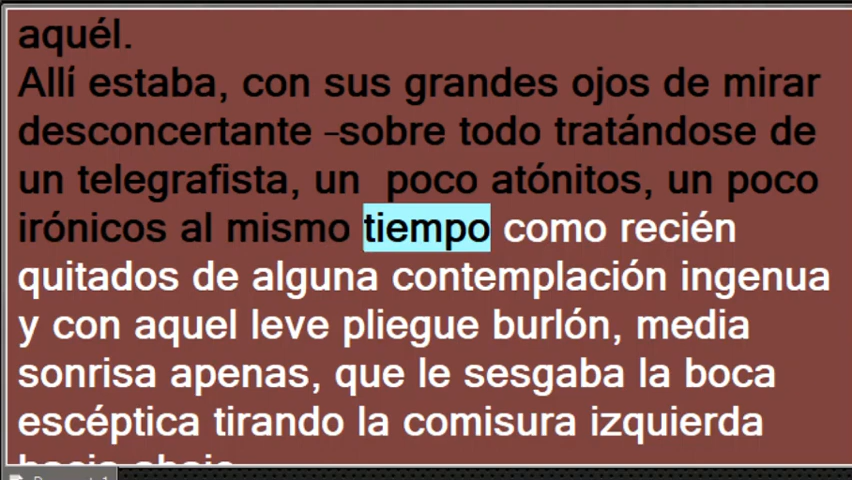 aquél.
Allí estaba, con sus grandes ojos de mirar
desconcertante –sobre todo tratándose de
un telegrafista, un  poco atónitos, un poco
irónicos al mismo tiempo como recién
quitados de alguna contemplación ingenua
y con aquel leve pliegue burlón, media
sonrisa apenas, que le sesgaba la boca
escéptica tirando la comisura izquierda